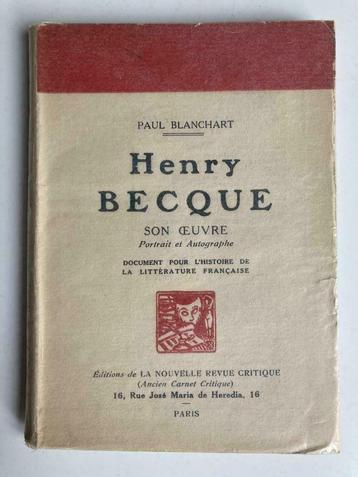 PAUL BLANCHART
Henry
BECQUE
SON ŒUVRE
Portrait et Autographe
DOCUMENT POUR L'HISTOIRE DE
LA LITTÉRATURE FRANÇAISE
Éditions de LA NOUVELLE REVUE CRITIQUE
(Ancien Carnet Critique)
16, Rue José Maria de Heredia, 16
PARIS